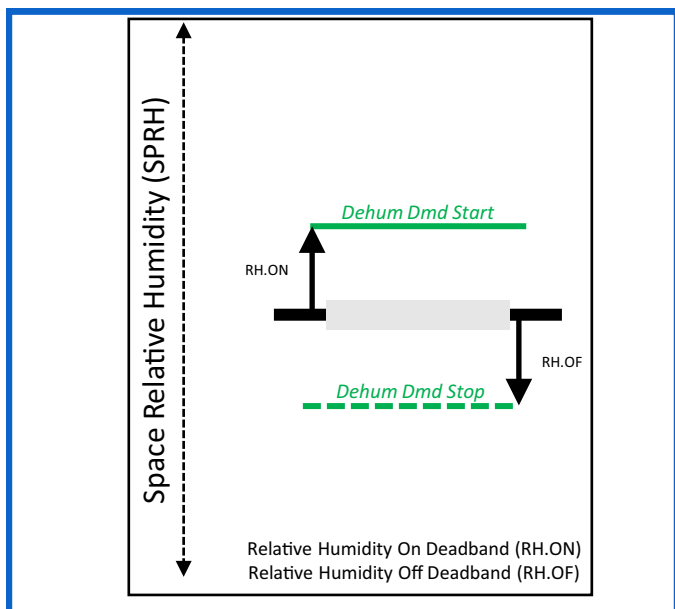 Space Relative Humidity (SPRH)
Dehum Dmd Start
RH.ON
RH.OF
Dehum Dmd Stop
Relative Humidity On Deadband (RH.ON)
Relative Humidity Off Deadband (RH.OF)